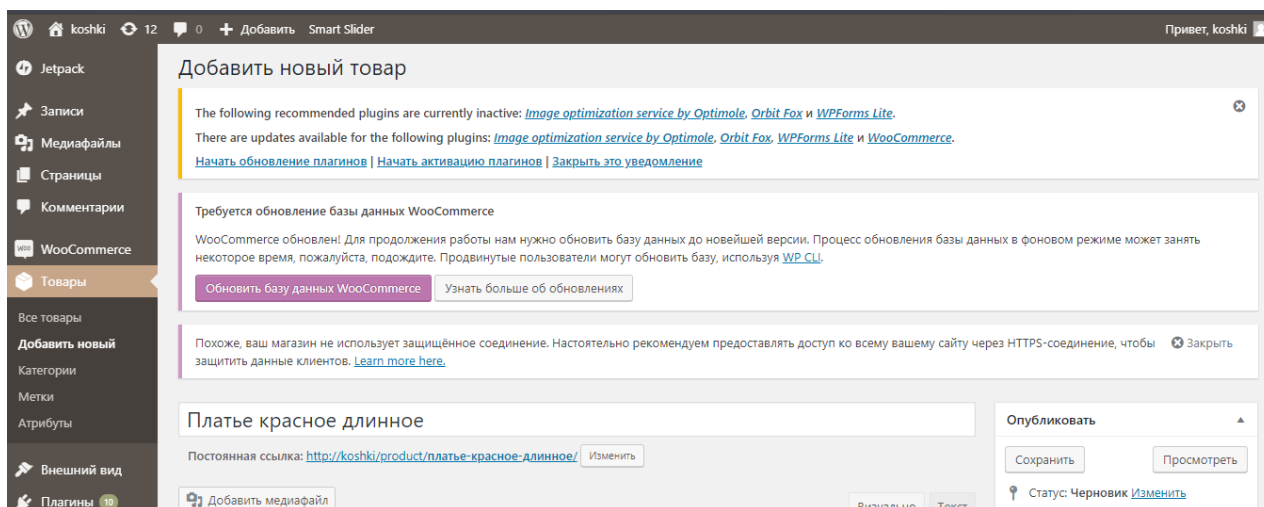 koshki 12 0 Добавить Smart Slider Привет, koshki
Jetpack
Записи
Медиафайлы
Страницы
Комментарии
WooCommerce
Товары
Все товары
Добавить новый
Категории
Метки
Атрибуты
Внешний вид
Плагины 10
Добавить новый товар
The following recommended plugins are currently inactive: Image optimization service by Optimole, Orbit Fox и WPForms Lite.
There are updates available for the following plugins: Image optimization service by Optimole, Orbit Fox, WPForms Lite и WooCommerce.
Начать обновление плагинов | Начать активацию плагинов | Закрыть это уведомление
Требуется обновление базы данных WooCommerce
WooCommerce обновлен! Для продолжения работы нам нужно обновить базу данных до новейшей версии. Процесс обновления базы данных в фоновом режиме может занять
некоторое время, пожалуйста, подождите. Продвинутые пользователи могут обновить базу, используя WP CLI.
Обновить базу данных WooCommerce Узнать больше об обновлениях
Похоже, ваш магазин не использует защищённое соединение. Настоятельно рекомендуем предоставлять доступ ко всему вашему сайту через HTTPS-соединение, чтобы
защитить данные клиентов. Learn more here.
Закрыть
Платье красное длинное
Постоянная ссылка: http://koshki/product/платье-красное-длинное/ Изменить
Добавить медиафайл
Визуально Текст
Опубликовать
Сохранить Просмотреть
Статус: Черновик Изменить